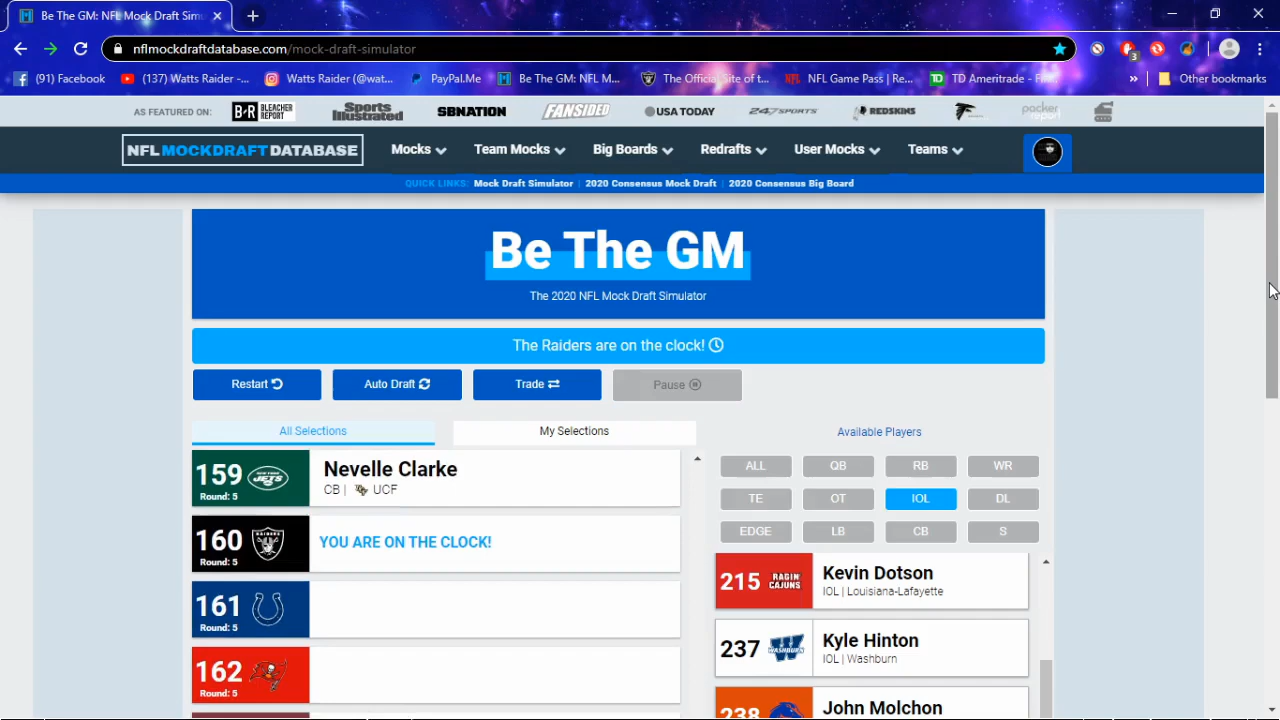 Be The GM: NFL Mock Draft Sim
nflmockdraftdatabase.com/mock-draft-simulator
3
(91) Facebook
(137) Watts Raider -...
Watts Raider (@wat...
PayPal.Me
Be The GM: NFL M...
The Official Site of t...
NFL Game Pass | Re...
TD Ameritrade - Fin...
Other bookmarks
AS FEATURED ON:
B/R BLEACHER REPORT
Sports Illustrated
SBNATION
FANSIDED
USA TODAY
247SPORTS
REDSKINS
packer report
NFLMOCKDRAFTDATABASE
Mocks
Team Mocks
Big Boards
Redrafts
User Mocks
Teams
QUICK LINKS: Mock Draft Simulator | 2020 Consensus Mock Draft | 2020 Consensus Big Board
Be The GM
The 2020 NFL Mock Draft Simulator
The Raiders are on the clock!
Restart
Auto Draft
Trade
Pause
All Selections
My Selections
Available Players
159
Round: 5
JETS
Nevelle Clarke
CB | UCF
160
Round: 5
RAIDERS
YOU ARE ON THE CLOCK!
161
Round: 5
162
Round: 5
ALL
QB
RB
WR
TE
OT
IOL
DL
EDGE
LB
CB
S
215
RAGIN CAJUNS
Kevin Dotson
IOL | Louisiana-Lafayette
237
Kyle Hinton
IOL | Washburn
238
John Molchon